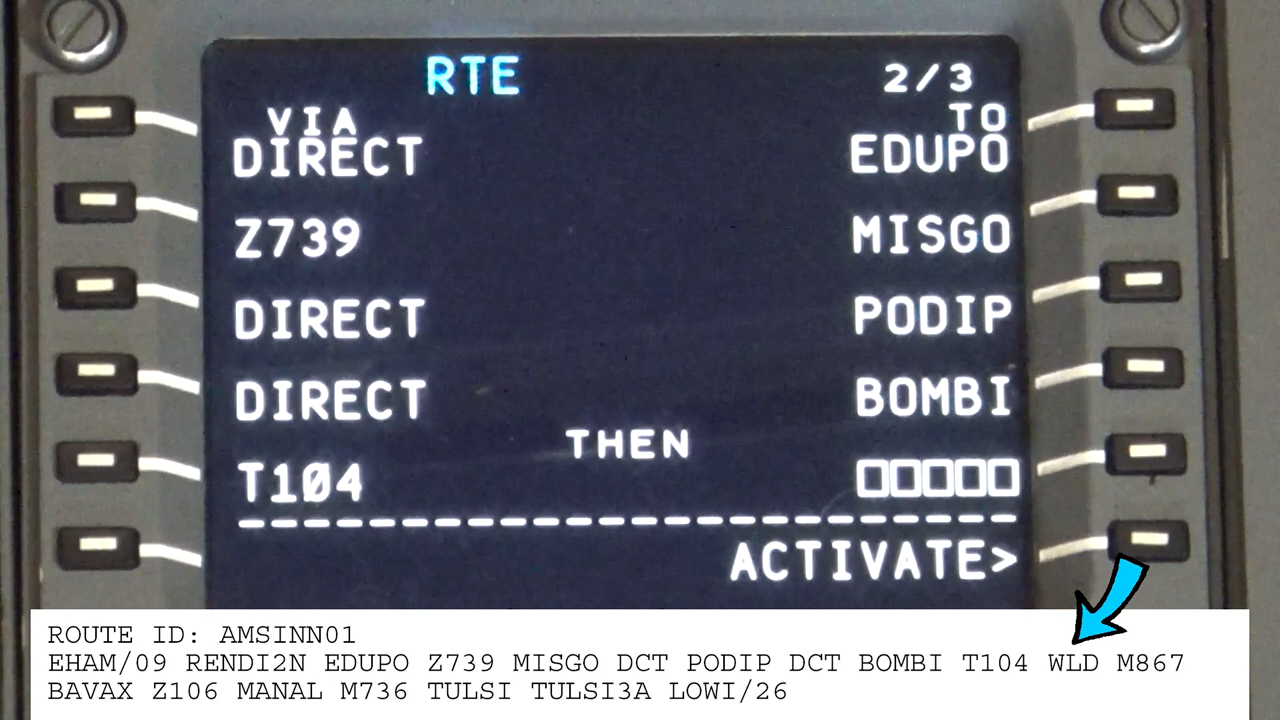 RTE 2/3
VIA TO
DIRECT EDUPO
Z739 MISGO
DIRECT PODIP
DIRECT BOMBI
THEN
T104 □□□□□
------------------------
ACTIVATE>
ROUTE ID: AMSINN01
EHAM/09 RENDI2N EDUPO Z739 MISGO DCT PODIP DCT BOMBI T104 WLD M867
BAVAX Z106 MANAL M736 TULSI TULSI3A LOWI/26